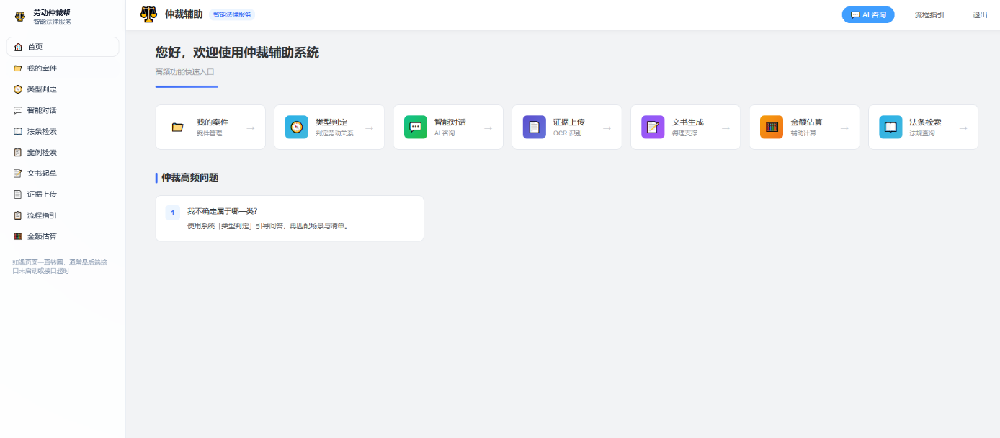 劳动仲裁帮
智能法律服务
首页
我的案件
类型判定
智能对话
法条检索
案例检索
文书起草
证据上传
流程指引
金额估算
如遇页面一直转圈，通常是后端接
口未启动或接口超时
仲裁辅助
智能法律服务
AI 咨询
流程指引
退出
您好，欢迎使用仲裁辅助系统
高频功能快速入口
我的案件
案件管理
→
类型判定
判定劳动关系
→
智能对话
AI 咨询
→
证据上传
OCR 识别
→
文书生成
得理支撑
→
金额估算
辅助计算
→
法条检索
法规查询
→
仲裁高频问题
1
我不确定属于哪一类？
使用系统「类型判定」引导问答，再匹配场景与清单。